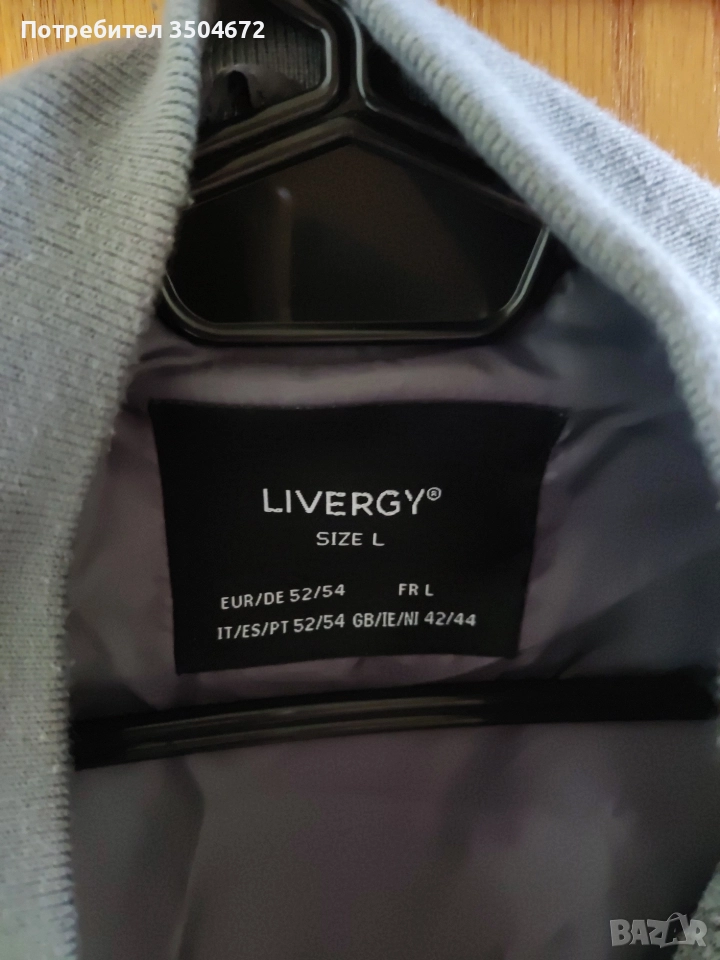 Потребител 3504672
LIVERGY®
SIZE L
EUR/DE 52/54 FR L
IT/ES/PT 52/54 GB/IE/NI 42/44
BAZAR